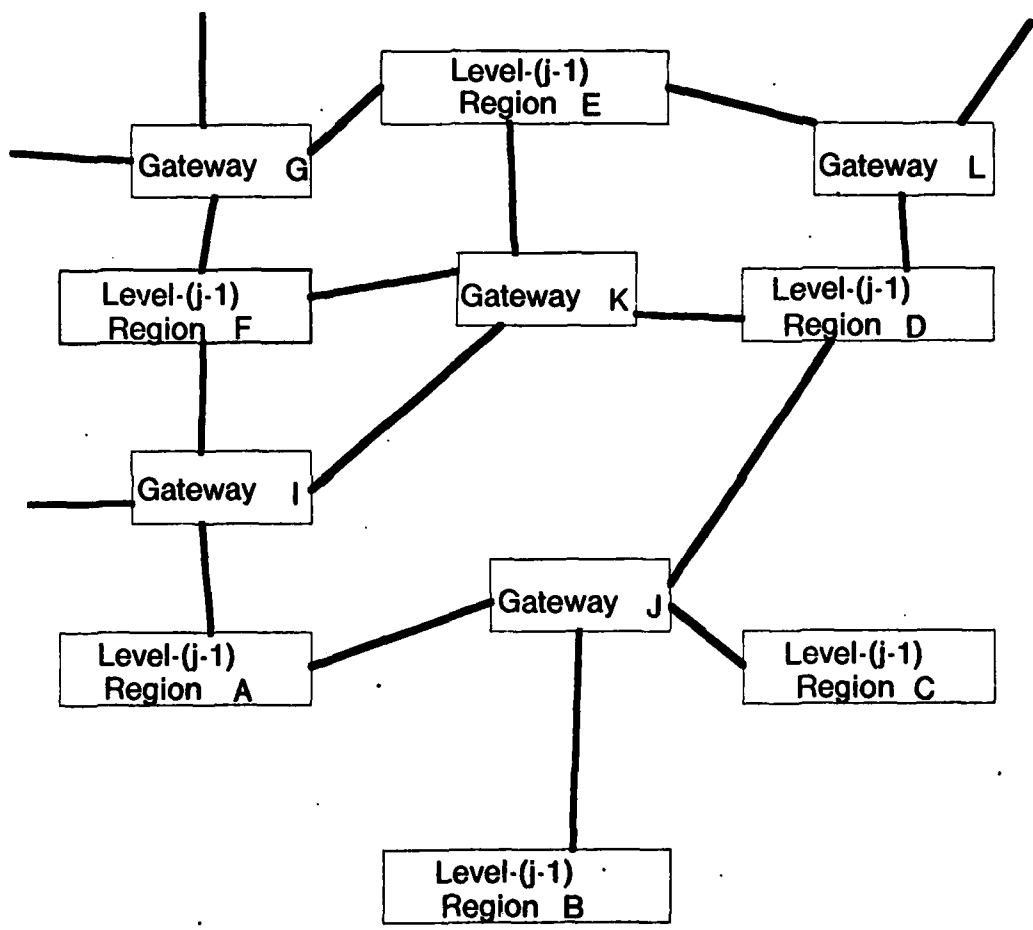 Level-(j-1)
Region E
Gateway G
Gateway L
Level-(j-1)
Region F
Gateway K
Level-(j-1)
Region D
Gateway I
Gateway J
Level-(j-1)
Region A
Level-(j-1)
Region C
Level-(j-1)
Region B